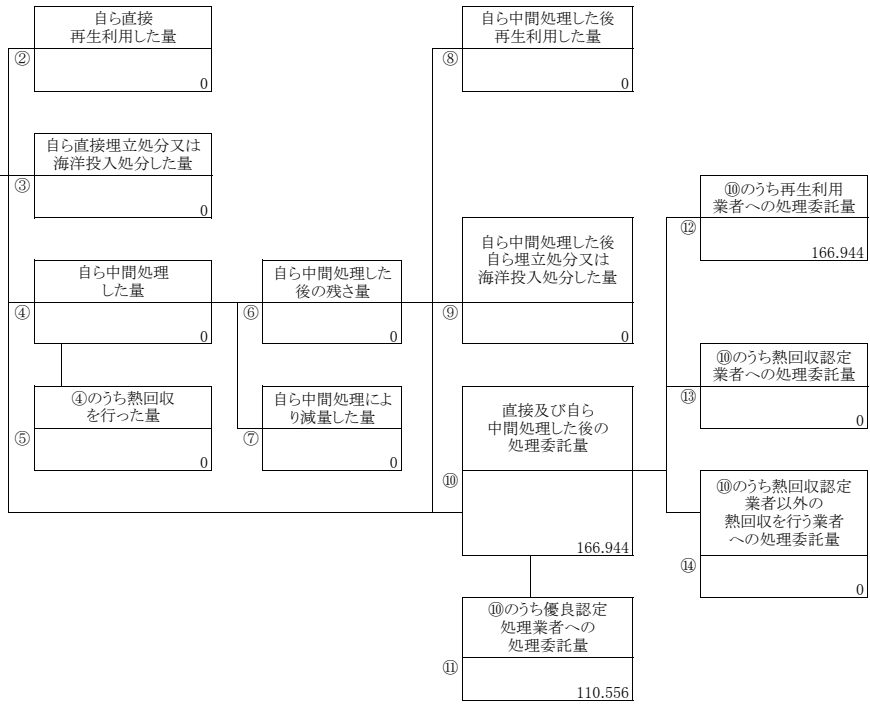 自ら直接
再生利用した量
②
0
自ら直接埋立処分又は
海洋投入処分した量
③
0
自ら中間処理
した量
④
0
④のうち熱回収
を行った量
⑤
0
自ら中間処理した
後の残さ量
⑥
0
自ら中間処理によ
り減量した量
⑦
0
自ら中間処理した後
再生利用した量
⑧
0
自ら中間処理した後
自ら埋立処分又は
海洋投入処分した量
⑨
0
直接及び自ら
中間処理した後の
処理委託量
⑩
166.944
⑩のうち優良認定
処理業者への
処理委託量
⑪
110.556
⑩のうち再生利用
業者への処理委託量
⑫
166.944
⑩のうち熱回収認定
業者への処理委託量
⑬
0
⑩のうち熱回収認定
業者以外の
熱回収を行う業者
への処理委託量
⑭
0